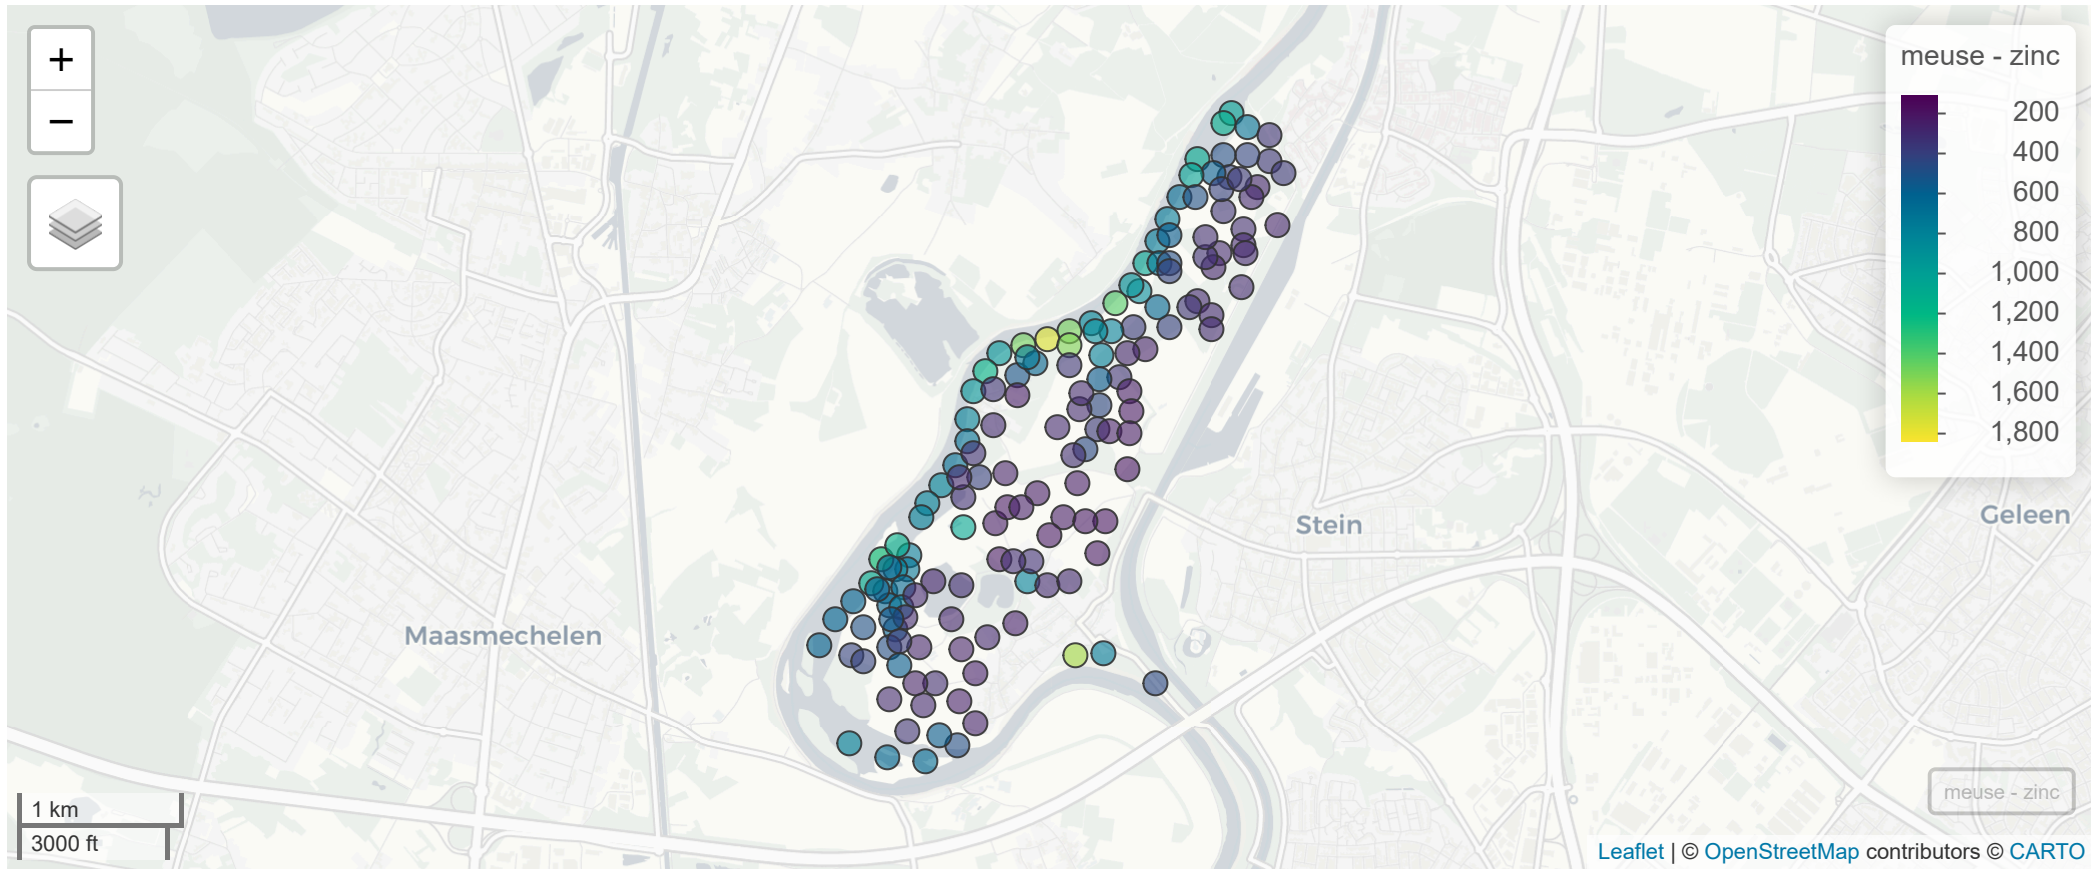 +
−
meuse - zinc
200
400
600
800
1,000
1,200
1,400
1,600
1,800
Stein
Geleen
Maasmechelen
meuse - zinc
1 km
3000 ft
Leaflet | © OpenStreetMap contributors © CARTO